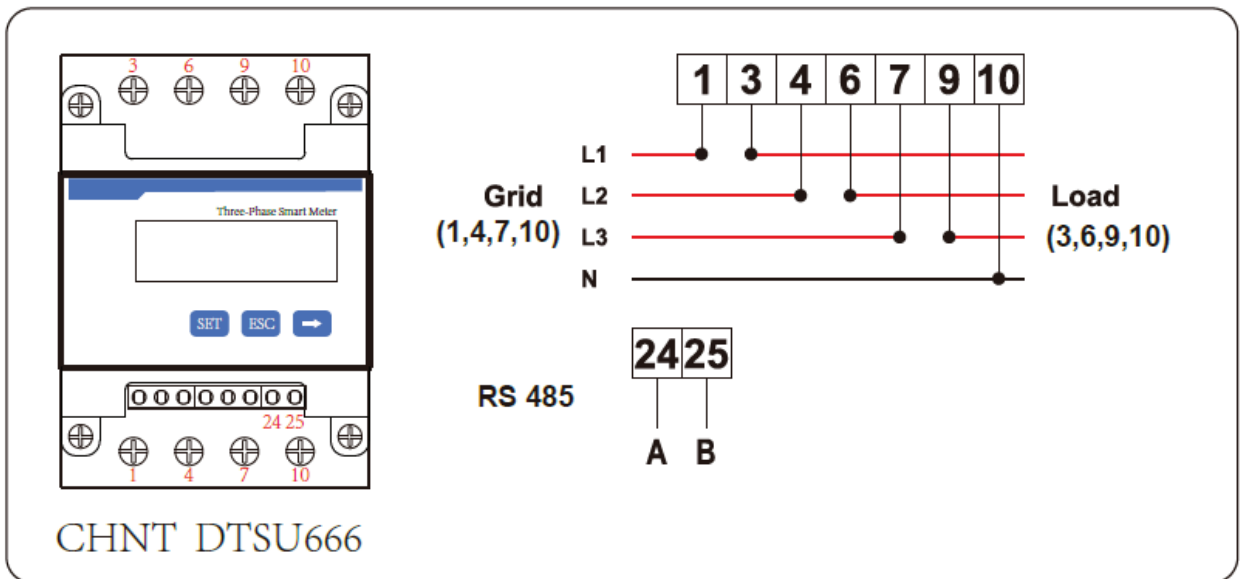 3 6 9 10
Three-Phase Smart Meter
SET ESC
24 25
1 4 7 10
CHNT DTSU666
1 3 4 6 7 9 10
L1
Grid L2 Load
(1,4,7,10) L3 (3,6,9,10)
N
24 25
RS 485
A B